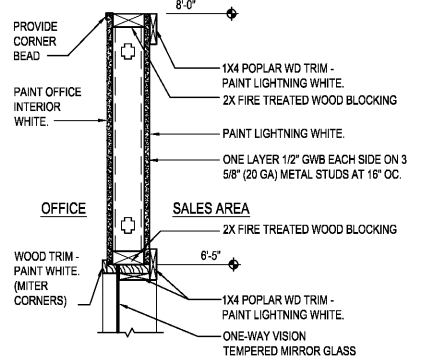 8'-0"
PROVIDE
CORNER
BEAD
1X4 POPLAR WD TRIM -
PAINT LIGHTNING WHITE.
PAINT OFFICE
INTERIOR
WHITE.
2X FIRE TREATED WOOD BLOCKING
PAINT LIGHTNING WHITE.
ONE LAYER 1/2" GWB EACH SIDE ON 3
5/8" (20 GA) METAL STUDS AT 16" OC.
OFFICE
SALES AREA
2X FIRE TREATED WOOD BLOCKING
WOOD TRIM -
PAINT WHITE.
(MITER
CORNERS)
6'-5"
1X4 POPLAR WD TRIM -
PAINT LIGHTNING WHITE.
ONE-WAY VISION
TEMPERED MIRROR GLASS